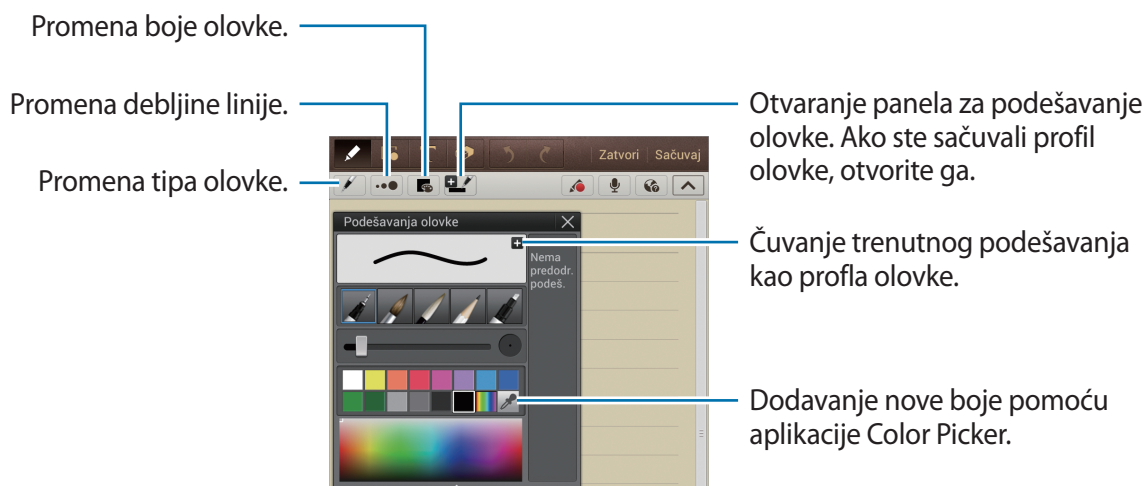 Promena boje olovke.
Promena debljine linije.
Promena tipa olovke.
Zatvori
Sačuvaj
Podešavanja olovke
Nema
predodr.
podeš.
Otvaranje panela za podešavanje
olovke. Ako ste sačuvali profil
olovke, otvorite ga.
Čuvanje trenutnog podešavanja
kao profla olovke.
Dodavanje nove boje pomoću
aplikacije Color Picker.